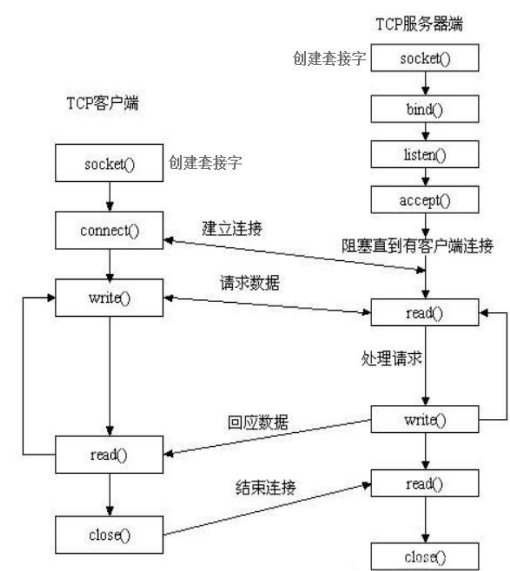 TCP服务器端
创建套接字 socket()
bind()
TCP客户端
listen()
socket() 创建套接字
accept()
connect() 建立连接
阻塞直到有客户端连接
请求数据
write()
read()
处理请求
回应数据 write()
read()
结束连接 read()
close()
close()